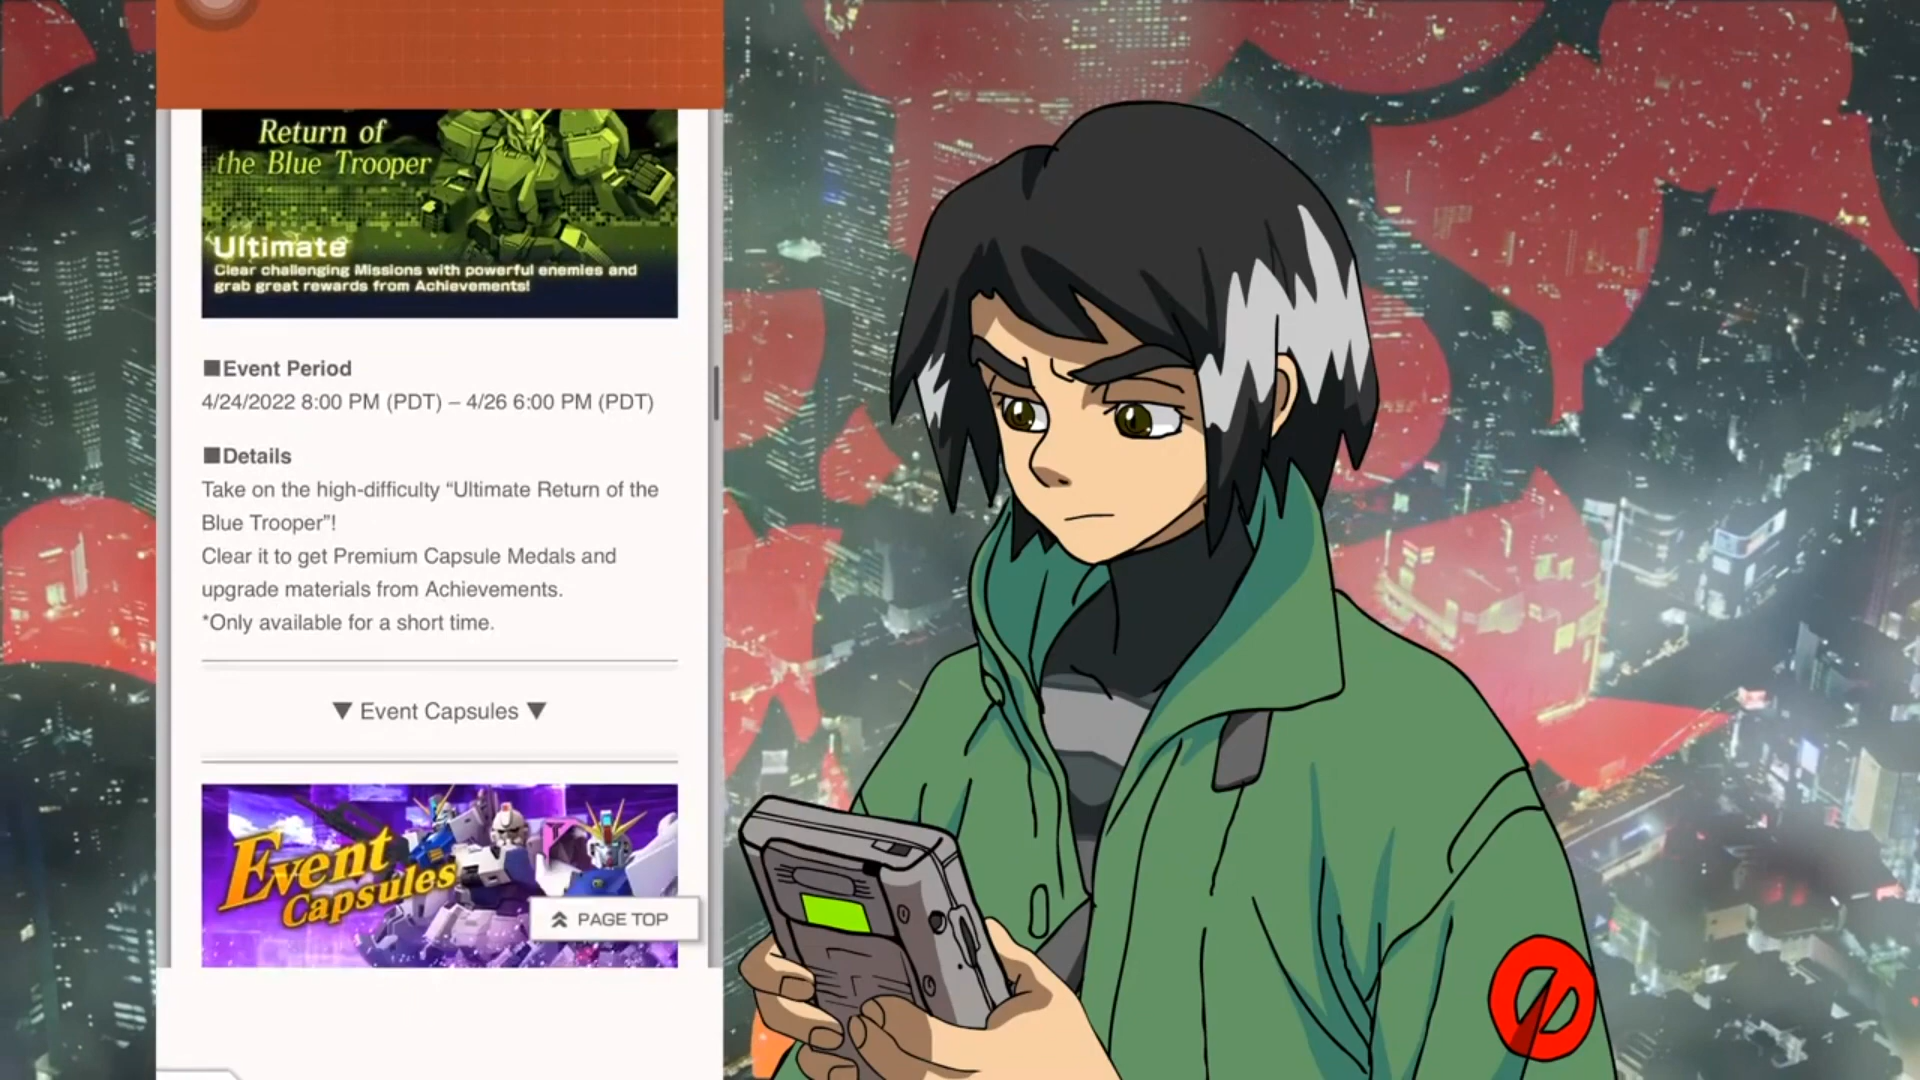 Return of
the Blue Trooper
Ultimate
Clear challenging Missions with powerful enemies and
grab great rewards from Achievements!
■Event Period
4/24/2022 8:00 PM (PDT) – 4/26 6:00 PM (PDT)
■Details
Take on the high-difficulty “Ultimate Return of the
Blue Trooper”!
Clear it to get Premium Capsule Medals and
upgrade materials from Achievements.
*Only available for a short time.
▼ Event Capsules ▼
Event
Capsules
PAGE TOP